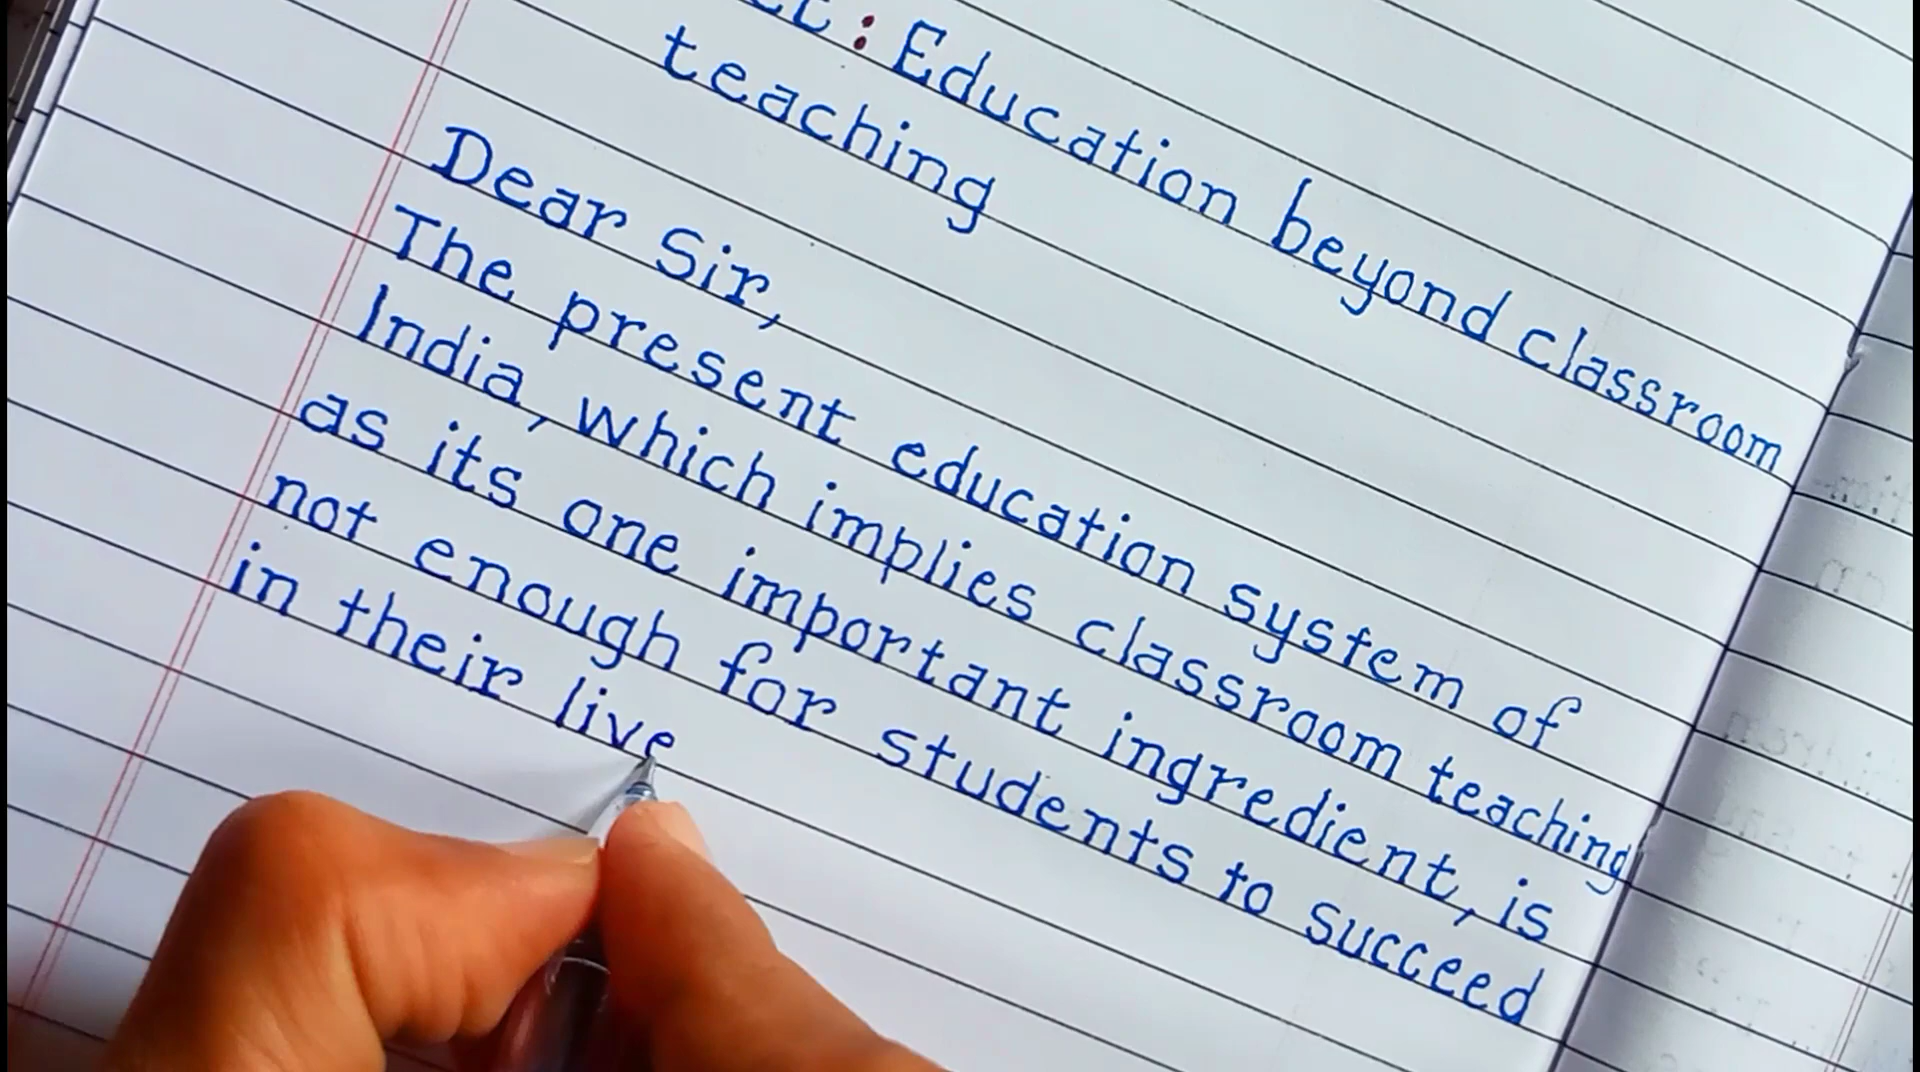 : Education beyond classroom
teaching
Dear Sir,
The present education system of
India, which implies classroom teaching
as its one important ingredient, is
not enough for students to succeed
in their live